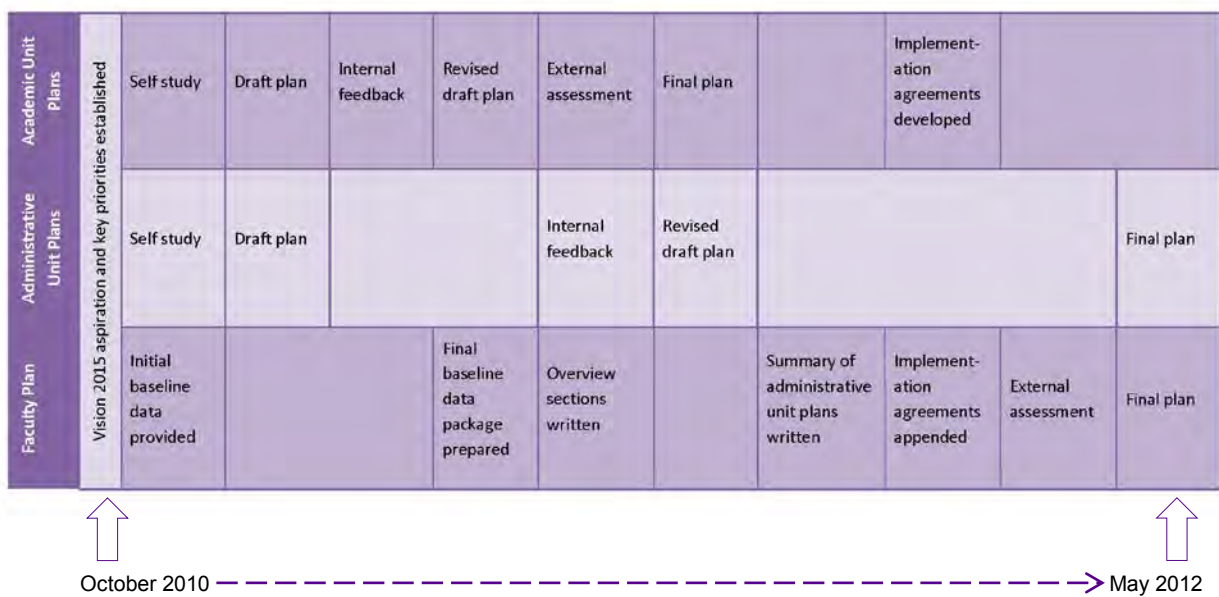 Academic Unit
Plans
Vision 2015 aspiration and key priorities established
Self study
Draft plan
Internal
feedback
Revised
draft plan
External
assessment
Final plan
Implement-
ation
agreements
developed
Administrative
Unit Plans
Self study
Draft plan
Internal
feedback
Revised
draft plan
Final plan
Faculty Plan
Initial
baseline
data
provided
Final
baseline
data
package
prepared
Overview
sections
written
Summary of
administrative
unit plans
written
Implement-
ation
agreements
appended
External
assessment
Final plan
October 2010
May 2012